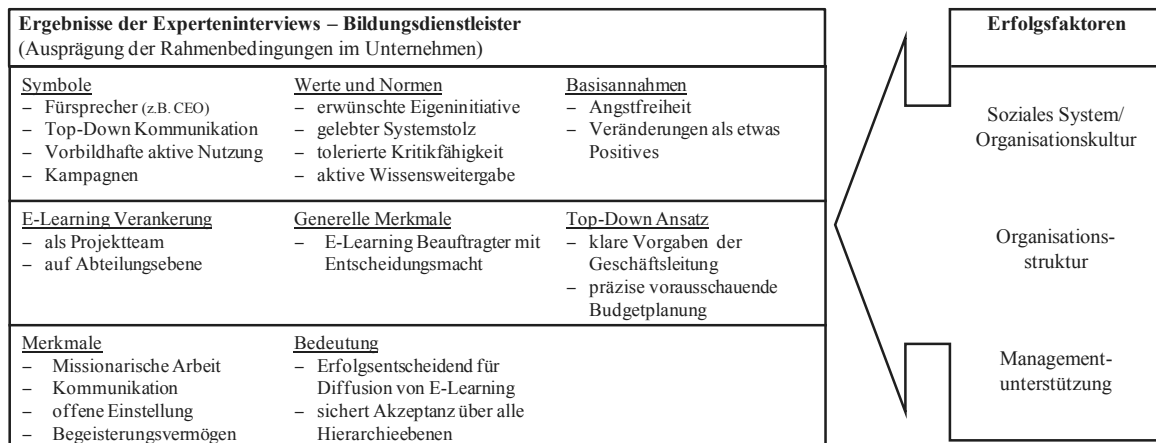 Ergebnisse der Experteninterviews – Bildungsdienstleister
(Ausprägung der Rahmenbedingungen im Unternehmen)
Symbole
– Fürsprecher (z.B. CEO)
– Top-Down Kommunikation
– Vorbildhafte aktive Nutzung
– Kampagnen
Werte und Normen
– erwünschte Eigeninitiative
– gelebter Systemstolz
– tolerierte Kritikfähigkeit
– aktive Wissensweitergabe
Basisannahmen
– Angstfreiheit
– Veränderungen als etwas
Positives
E-Learning Verankerung
– als Projektteam
– auf Abteilungsebene
Generelle Merkmale
– E-Learning Beauftragter mit
Entscheidungsmacht
Top-Down Ansatz
– klare Vorgaben der
Geschäftsleitung
– präzise vorausschauende
Budgetplanung
Merkmale
– Missionarische Arbeit
– Kommunikation
– offene Einstellung
– Begeisterungsvermögen
Bedeutung
– Erfolgsentscheidend für
Diffusion von E-Learning
– sichert Akzeptanz über alle
Hierarchieebenen
Erfolgsfaktoren
Soziales System/
Organisationskultur
Organisations-
struktur
Management-
unterstützung